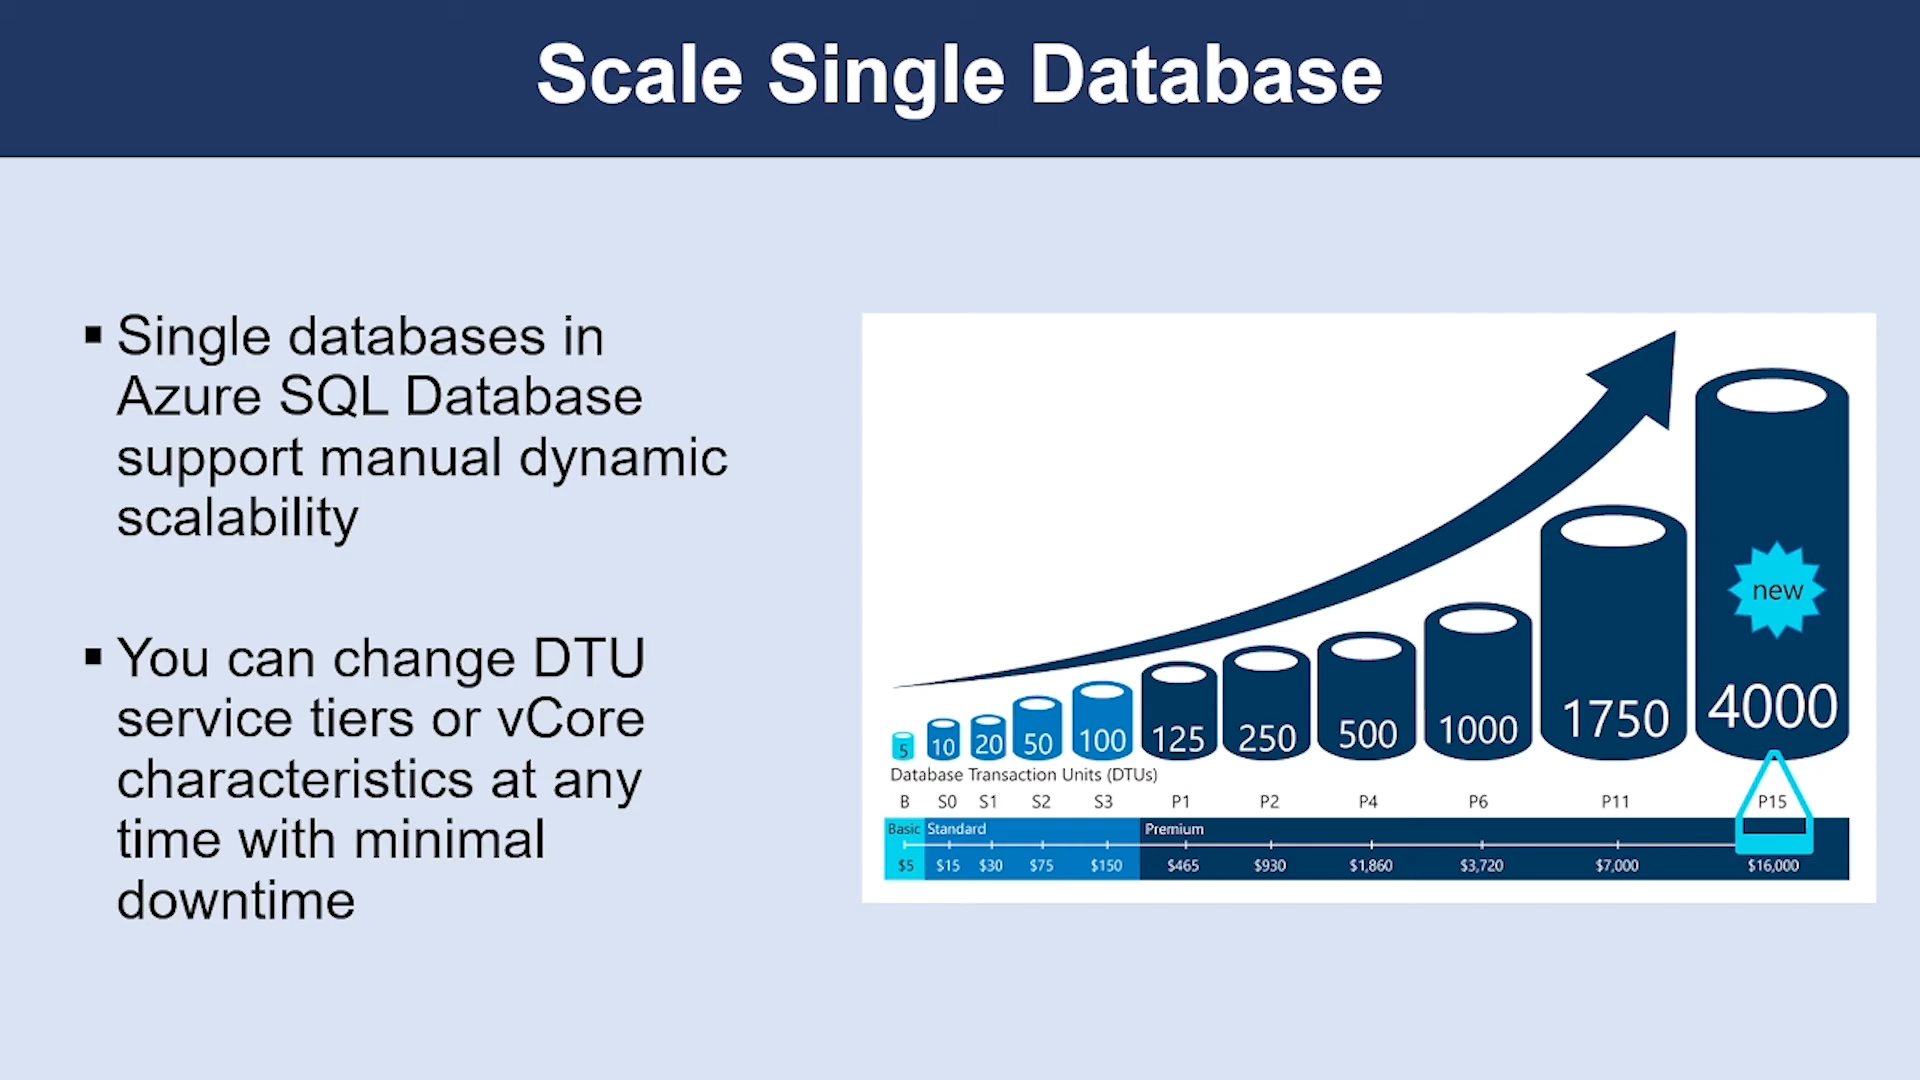 Scale Single Database
▪ Single databases in
Azure SQL Database
support manual dynamic
scalability
▪ You can change DTU
service tiers or vCore
characteristics at any
time with minimal
downtime
new
5 10 20 50 100 125 250 500 1000 1750 4000
Database Transaction Units (DTUs)
B S0 S1 S2 S3 P1 P2 P4 P6 P11 P15
Basic Standard Premium
$5 $15 $30 $75 $150 $465 $930 $1,860 $3,720 $7,000 $16,000